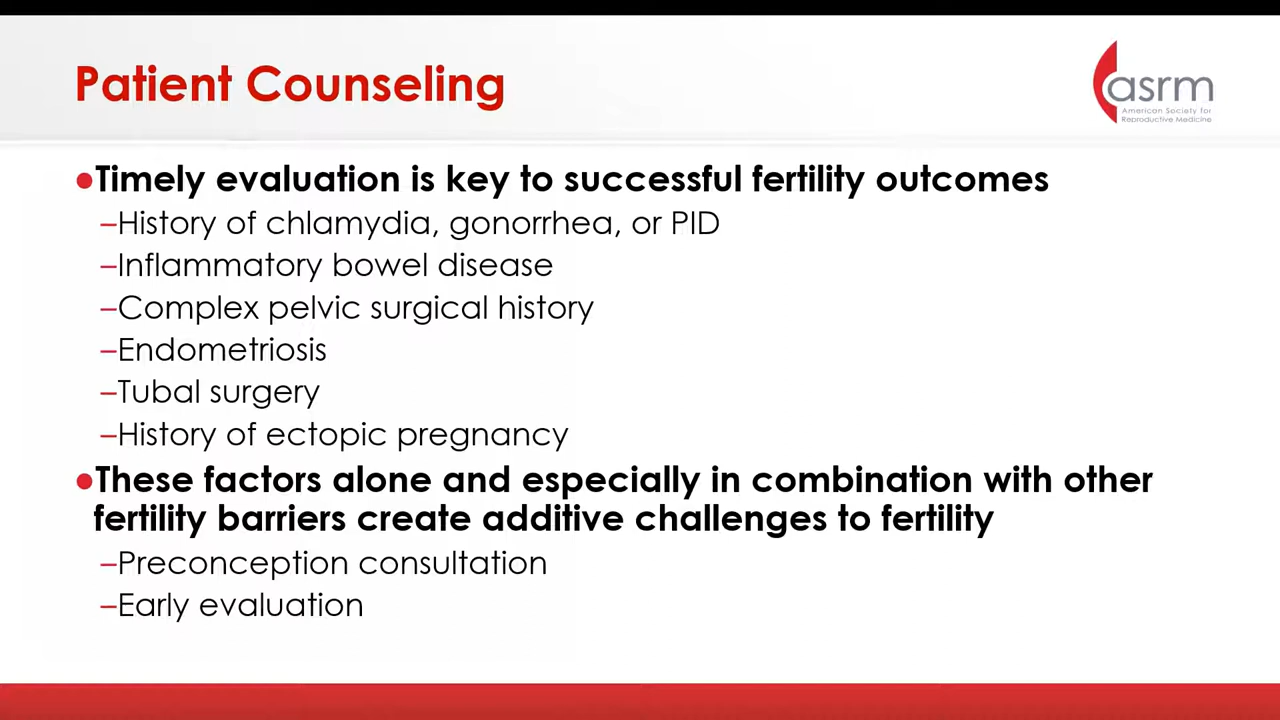 Patient Counseling
asrm
American Society for
Reproductive Medicine
●Timely evaluation is key to successful fertility outcomes
–History of chlamydia, gonorrhea, or PID
–Inflammatory bowel disease
–Complex pelvic surgical history
–Endometriosis
–Tubal surgery
–History of ectopic pregnancy
●These factors alone and especially in combination with other
fertility barriers create additive challenges to fertility
–Preconception consultation
–Early evaluation